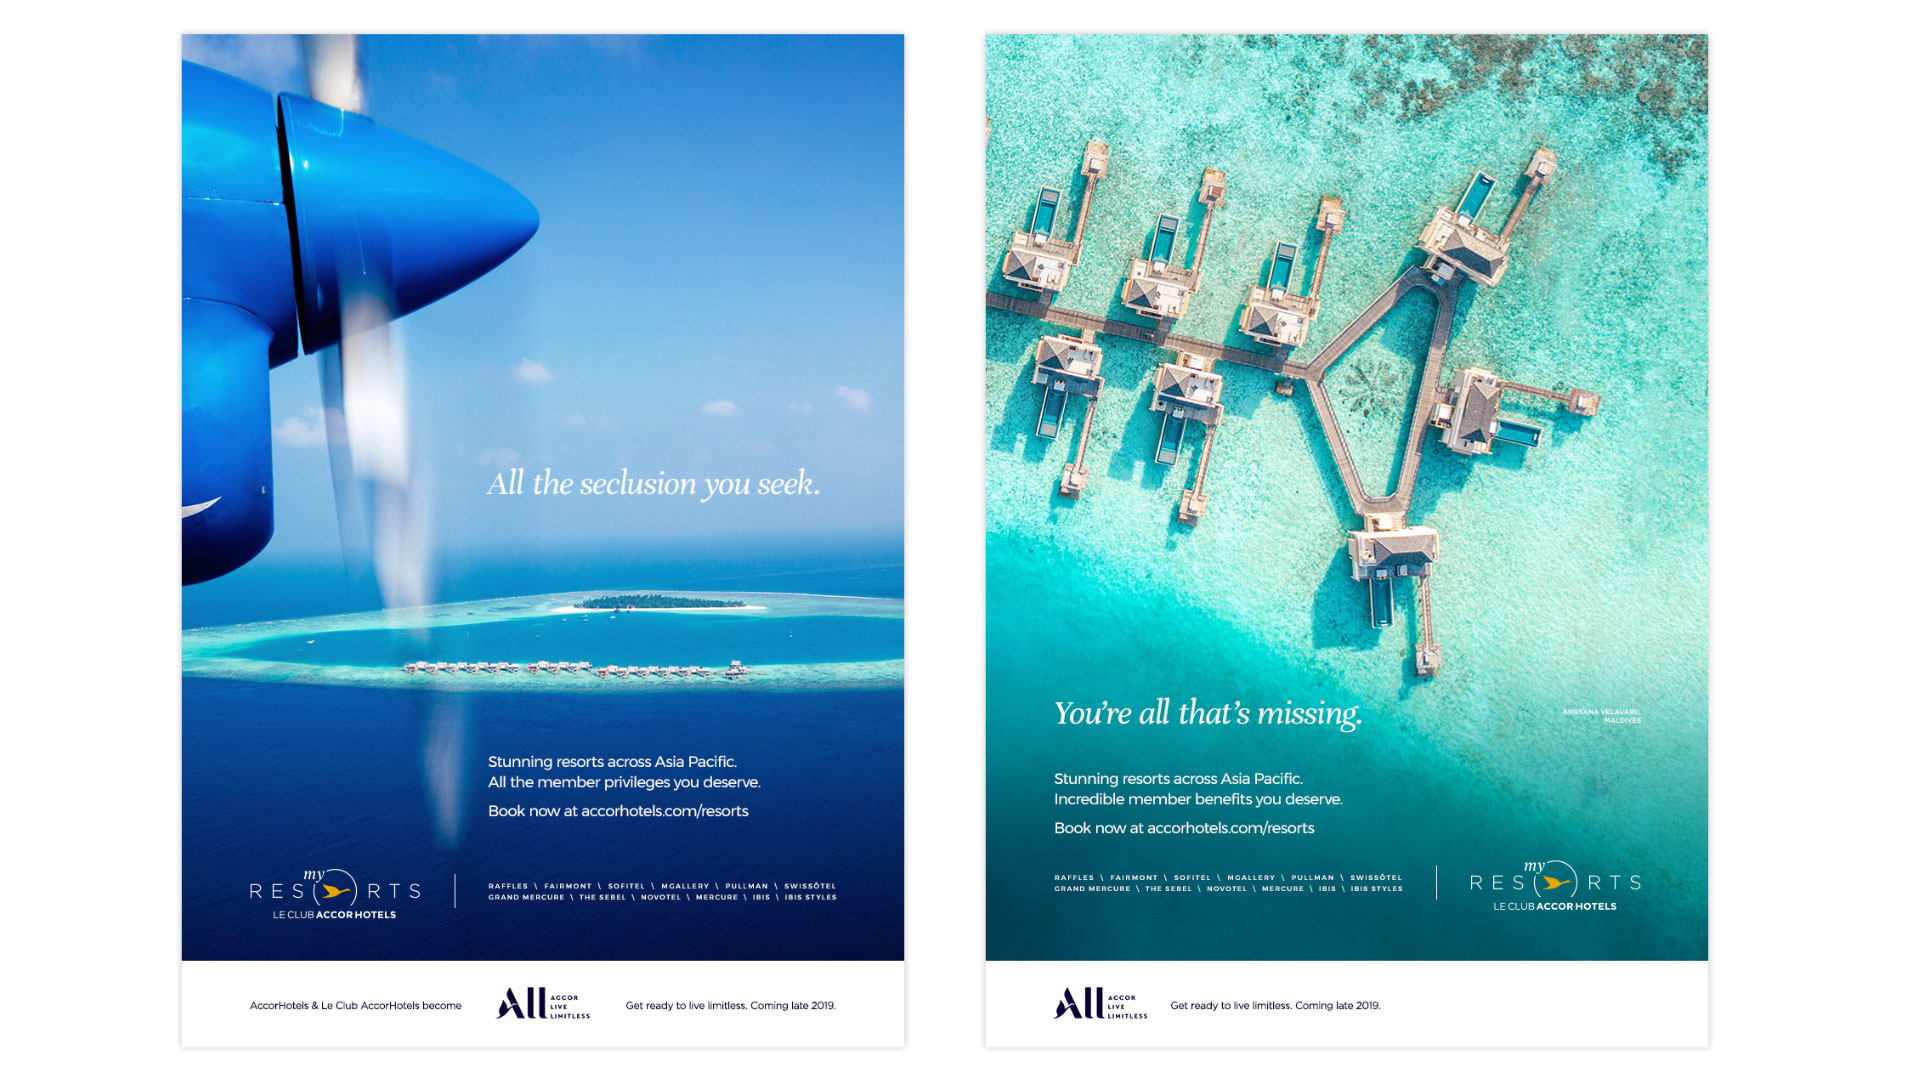 All the seclusion you seek.
Stunning resorts across Asia Pacific.
All the member privileges you deserve.
Book now at accorhotels.com/resorts
my
RESORTS
LE CLUB ACCORHOTELS
RAFFLES \ FAIRMONT \ SOFITEL \ MGALLERY \ PULLMAN \ SWISSÔTEL
GRAND MERCURE \ THE SEBEL \ NOVOTEL \ MERCURE \ IBIS \ IBIS STYLES
AccorHotels & Le Club AccorHotels become
ALL ACCOR
LIVE
LIMITLESS
Get ready to live limitless. Coming late 2019.
You're all that's missing.
ANGSANA VELAVARU,
MALDIVES
Stunning resorts across Asia Pacific.
Incredible member benefits you deserve.
Book now at accorhotels.com/resorts
RAFFLES \ FAIRMONT \ SOFITEL \ MGALLERY \ PULLMAN \ SWISSÔTEL
GRAND MERCURE \ THE SEBEL \ NOVOTEL \ MERCURE \ IBIS \ IBIS STYLES
my
RESORTS
LE CLUB ACCORHOTELS
ALL ACCOR
LIVE
LIMITLESS
Get ready to live limitless. Coming late 2019.